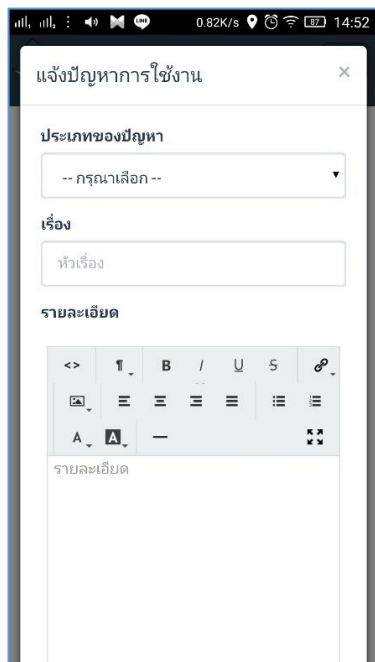 LINE 0.82K/s 87 14:52
แจ้งปัญหาการใช้งาน ×
ประเภทของปัญหา
-- กรุณาเลือก --
เรื่อง
หัวเรื่อง
รายละเอียด
<> ¶ B I U S
A A —
รายละเอียด